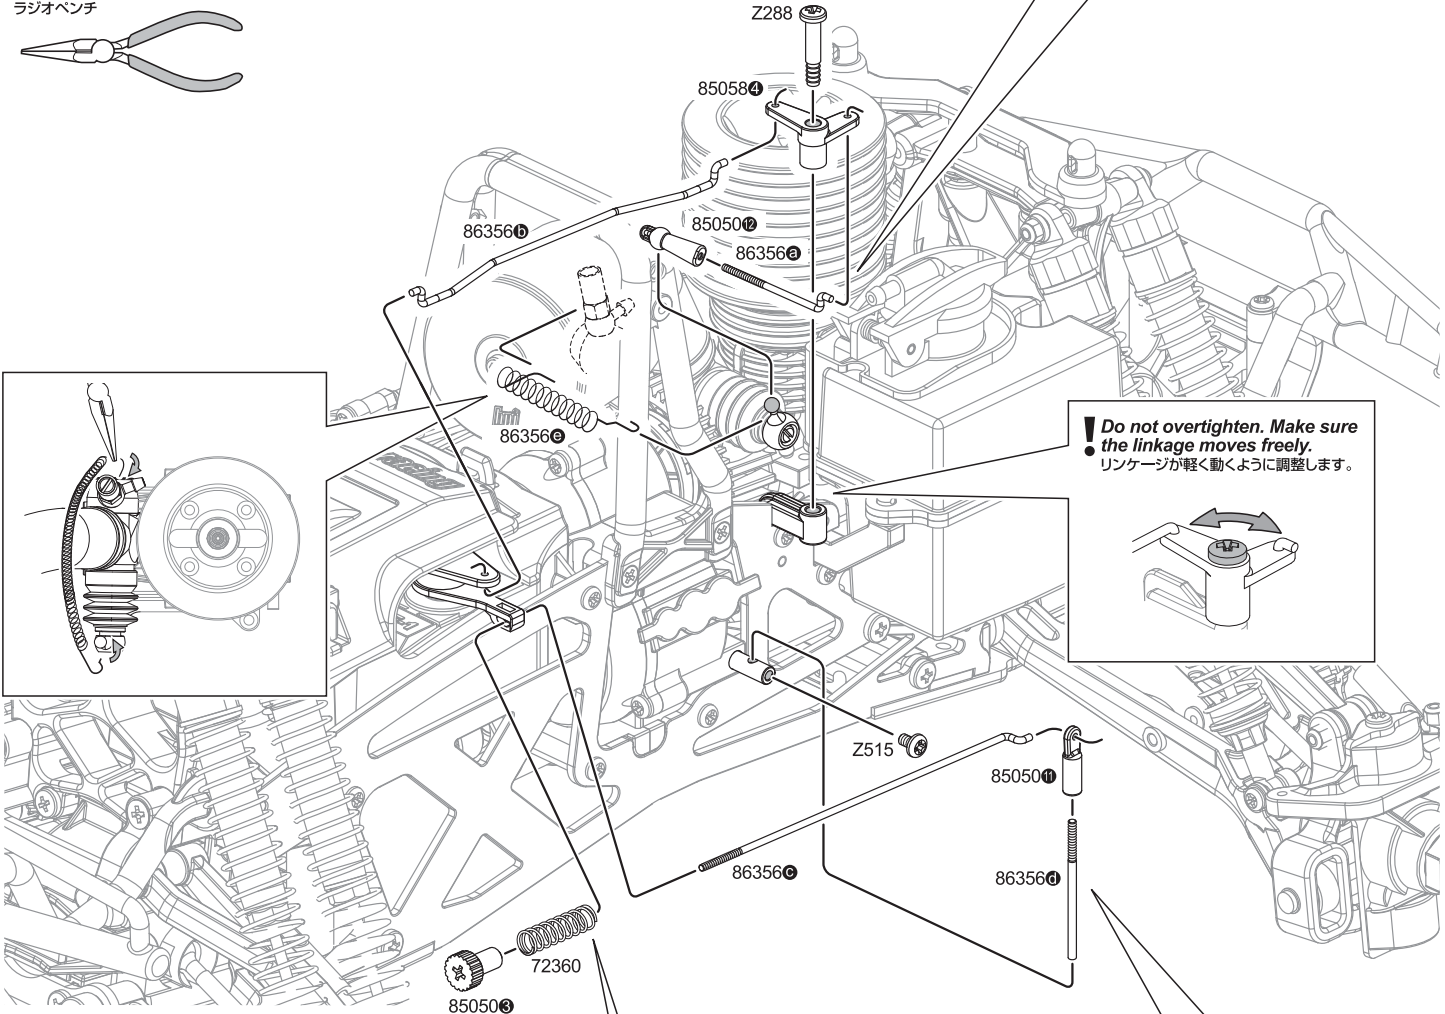 ラジオペンチ
Z288
85058❹
86356ⓑ
85050⓬
86356ⓐ
86356ⓔ
Do not overtighten. Make sure
the linkage moves freely.
リンケージが軽く動くように調整します。
Z515
85050⓫
86356ⓒ
86356ⓓ
72360
85050❸